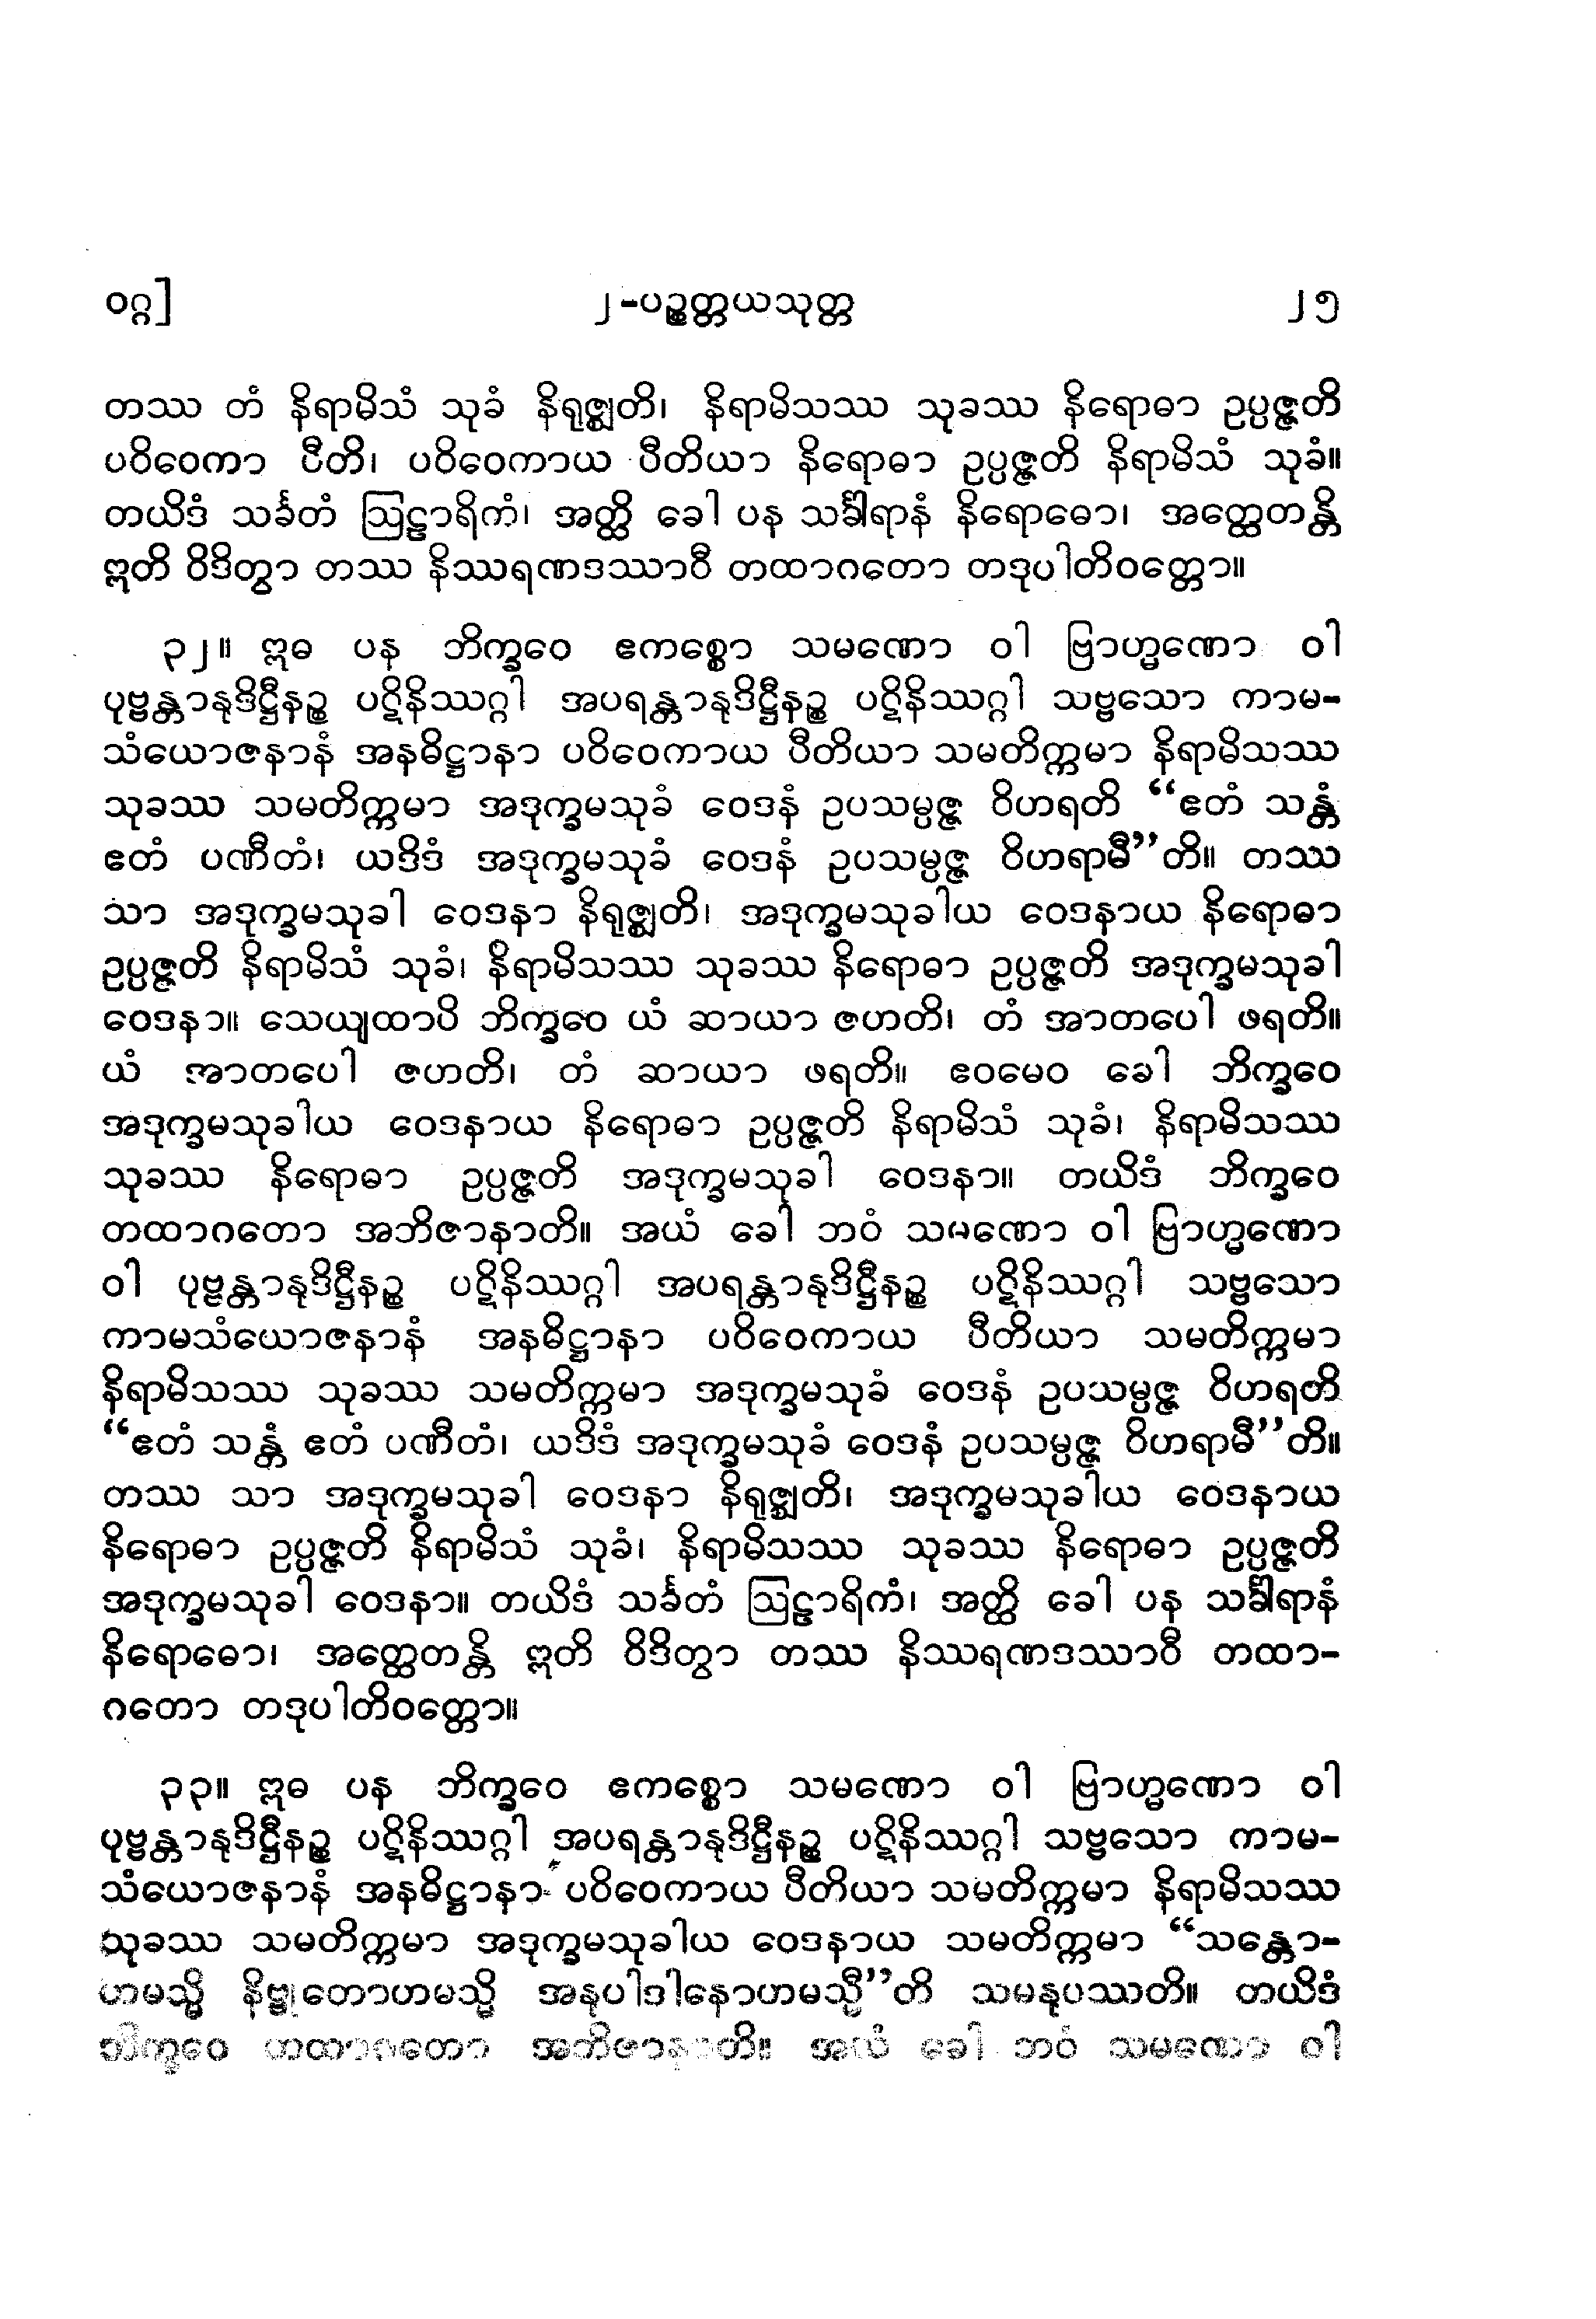 ဝဂ္ဂ] ၂-ပဉ္စတ္တယသုတ္တ ၂၅
တဿ တံ နိရာမိသံ သုခံ နိရုဇ္ဈတိ၊ နိရာမိသဿ သုခဿ နိရောဓာ ဥပ္ပဇ္ဇတိ
ပဝိဝေကာ ပီတိ၊ ပဝိဝေကာယ ပီတိယာ နိရောဓာ ဥပ္ပဇ္ဇတိ နိရာမိသံ သုခံ။
တယိဒံ သင်္ခတံ ဩဠာရိကံ၊ အတ္ထိ ခေါ ပန သင်္ခါရာနံ နိရောဓော၊ အတ္ထေတန္တိ
ဣတိ ဝိဒိတွာ တဿ နိဿရဏဒဿာဝီ တထာဂတော တဒုပါတိဝတ္တော။
၃၂။ ဣဓ ပန ဘိက္ခဝေ ဧကစ္စော သမဏော ဝါ ဗြာဟ္မဏော ဝါ
ပုဗ္ဗန္တာနုဒိဋ္ဌီနဉ္စ ပဋိနိဿဂ္ဂါ အပရန္တာနုဒိဋ္ဌီနဉ္စ ပဋိနိဿဂ္ဂါ သဗ္ဗသော ကာမ-
သံယောဇနာနံ အနဓိဋ္ဌာနာ ပဝိဝေကာယ ပီတိယာ သမတိက္ကမာ နိရာမိသဿ
သုခဿ သမတိက္ကမာ အဒုက္ခမသုခံ ဝေဒနံ ဥပသမ္ပဇ္ဇ ဝိဟရတိ “ဧတံ သန္တံ
ဧတံ ပဏီတံ၊ ယဒိဒံ အဒုက္ခမသုခံ ဝေဒနံ ဥပသမ္ပဇ္ဇ ဝိဟရာမီ”တိ။ တဿ
သာ အဒုက္ခမသုခါ ဝေဒနာ နိရုဇ္ဈတိ၊ အဒုက္ခမသုခါယ ဝေဒနာယ နိရောဓာ
ဥပ္ပဇ္ဇတိ နိရာမိသံ သုခံ၊ နိရာမိသဿ သုခဿ နိရောဓာ ဥပ္ပဇ္ဇတိ အဒုက္ခမသုခါ
ဝေဒနာ။ သေယျထာပိ ဘိက္ခဝေ ယံ ဆာယာ ဇဟတိ၊ တံ အာတပေါ ဖရတိ။
ယံ အာတပေါ ဇဟတိ၊ တံ ဆာယာ ဖရတိ။ ဧဝမေဝ ခေါ ဘိက္ခဝေ
အဒုက္ခမသုခါယ ဝေဒနာယ နိရောဓာ ဥပ္ပဇ္ဇတိ နိရာမိသံ သုခံ၊ နိရာမိသဿ
သုခဿ နိရောဓာ ဥပ္ပဇ္ဇတိ အဒုက္ခမသုခါ ဝေဒနာ။ တယိဒံ ဘိက္ခဝေ
တထာဂတော အဘိဇာနာတိ။ အယံ ခေါ ဘဝံ သမဏော ဝါ ဗြာဟ္မဏော
ဝါ ပုဗ္ဗန္တာနုဒိဋ္ဌီနဉ္စ ပဋိနိဿဂ္ဂါ အပရန္တာနုဒိဋ္ဌီနဉ္စ ပဋိနိဿဂ္ဂါ သဗ္ဗသော
ကာမသံယောဇနာနံ အနဓိဋ္ဌာနာ ပဝိဝေကာယ ပီတိယာ သမတိက္ကမာ
နိရာမိသဿ သုခဿ သမတိက္ကမာ အဒုက္ခမသုခံ ဝေဒနံ ဥပသမ္ပဇ္ဇ ဝိဟရတိ
“ဧတံ သန္တံ ဧတံ ပဏီတံ၊ ယဒိဒံ အဒုက္ခမသုခံ ဝေဒနံ ဥပသမ္ပဇ္ဇ ဝိဟရာမီ”တိ။
တဿ သာ အဒုက္ခမသုခါ ဝေဒနာ နိရုဇ္ဈတိ၊ အဒုက္ခမသုခါယ ဝေဒနာယ
နိရောဓာ ဥပ္ပဇ္ဇတိ နိရာမိသံ သုခံ၊ နိရာမိသဿ သုခဿ နိရောဓာ ဥပ္ပဇ္ဇတိ
အဒုက္ခမသုခါ ဝေဒနာ။ တယိဒံ သင်္ခတံ ဩဠာရိကံ၊ အတ္ထိ ခေါ ပန သင်္ခါရာနံ
နိရောဓော၊ အတ္ထေတန္တိ ဣတိ ဝိဒိတွာ တဿ နိဿရဏဒဿာဝီ တထာ-
ဂတော တဒုပါတိဝတ္တော။
၃၃။ ဣဓ ပန ဘိက္ခဝေ ဧကစ္စော သမဏော ဝါ ဗြာဟ္မဏော ဝါ
ပုဗ္ဗန္တာနုဒိဋ္ဌီနဉ္စ ပဋိနိဿဂ္ဂါ အပရန္တာနုဒိဋ္ဌီနဉ္စ ပဋိနိဿဂ္ဂါ သဗ္ဗသော ကာမ-
သံယောဇနာနံ အနဓိဋ္ဌာနာ ပဝိဝေကာယ ပီတိယာ သမတိက္ကမာ နိရာမိသဿ
သုခဿ သမတိက္ကမာ အဒုက္ခမသုခါယ ဝေဒနာယ သမတိက္ကမာ “သန္တော-
ဟမသ္မိ နိဗ္ဗုတောဟမသ္မိ အနုပါဒါနောဟမသ္မီ”တိ သမနုပဿတိ။ တယိဒံ
ဘိက္ခဝေ တထာဂတော အဘိဇာနာတိ။ အယံ ခေါ ဘဝံ သမဏော ဝါ